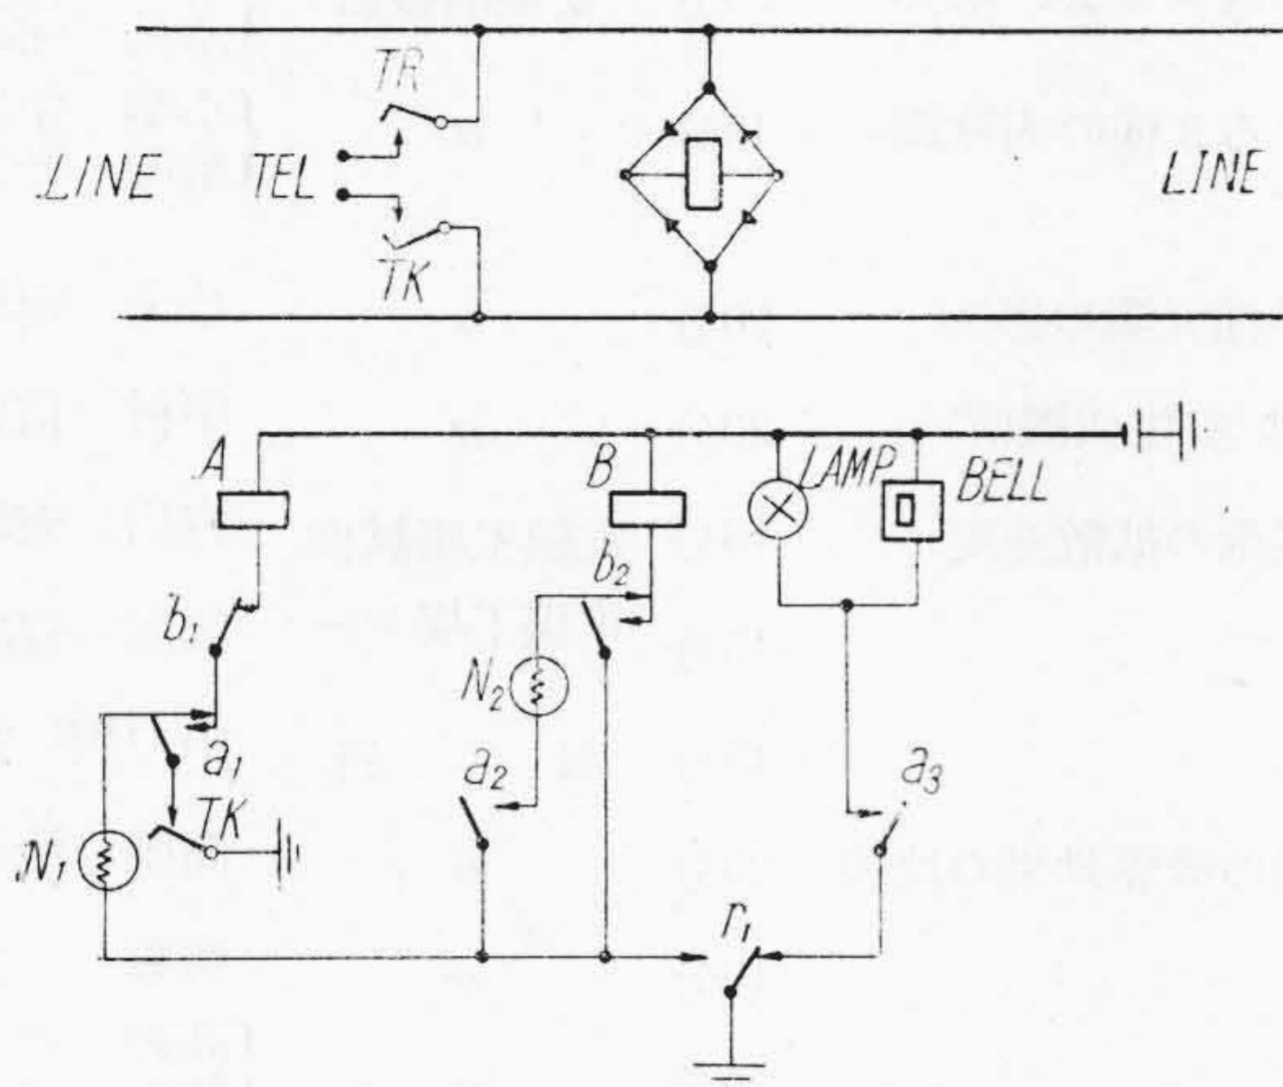 TR
LINE TEL LINE
TK
A B LAMP BELL
b₂
b₁
N₂
a₁ a₂ a₃
TK
N₁
r₁